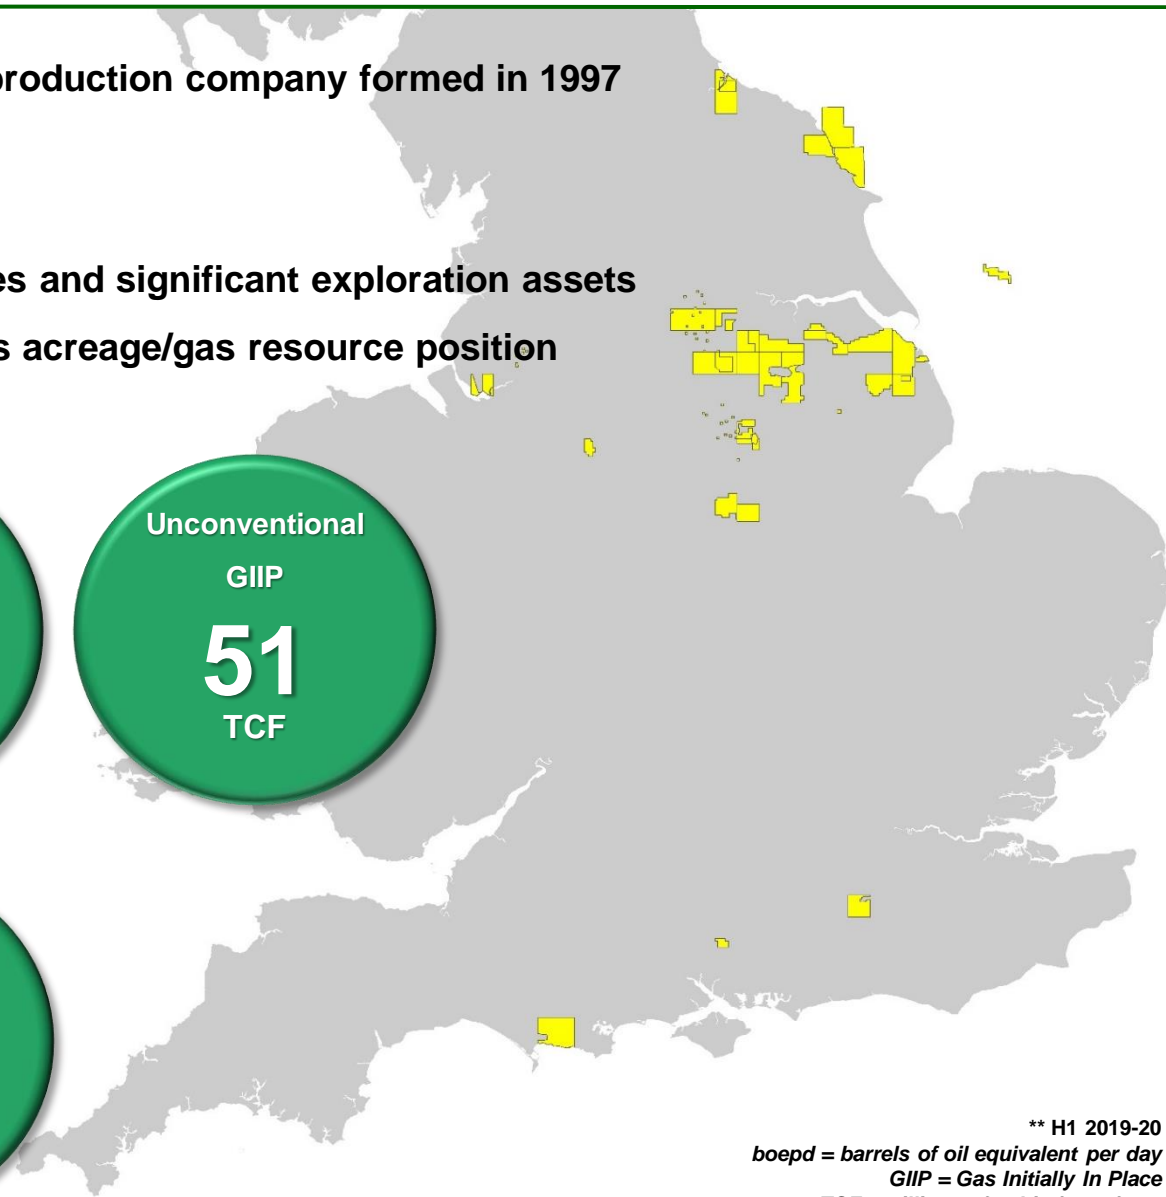 production company formed in 1997
es and significant exploration assets
s acreage/gas resource position
Unconventional
GIIP
51
TCF
** H1 2019-20
boepd = barrels of oil equivalent per day
GIIP = Gas Initially In Place